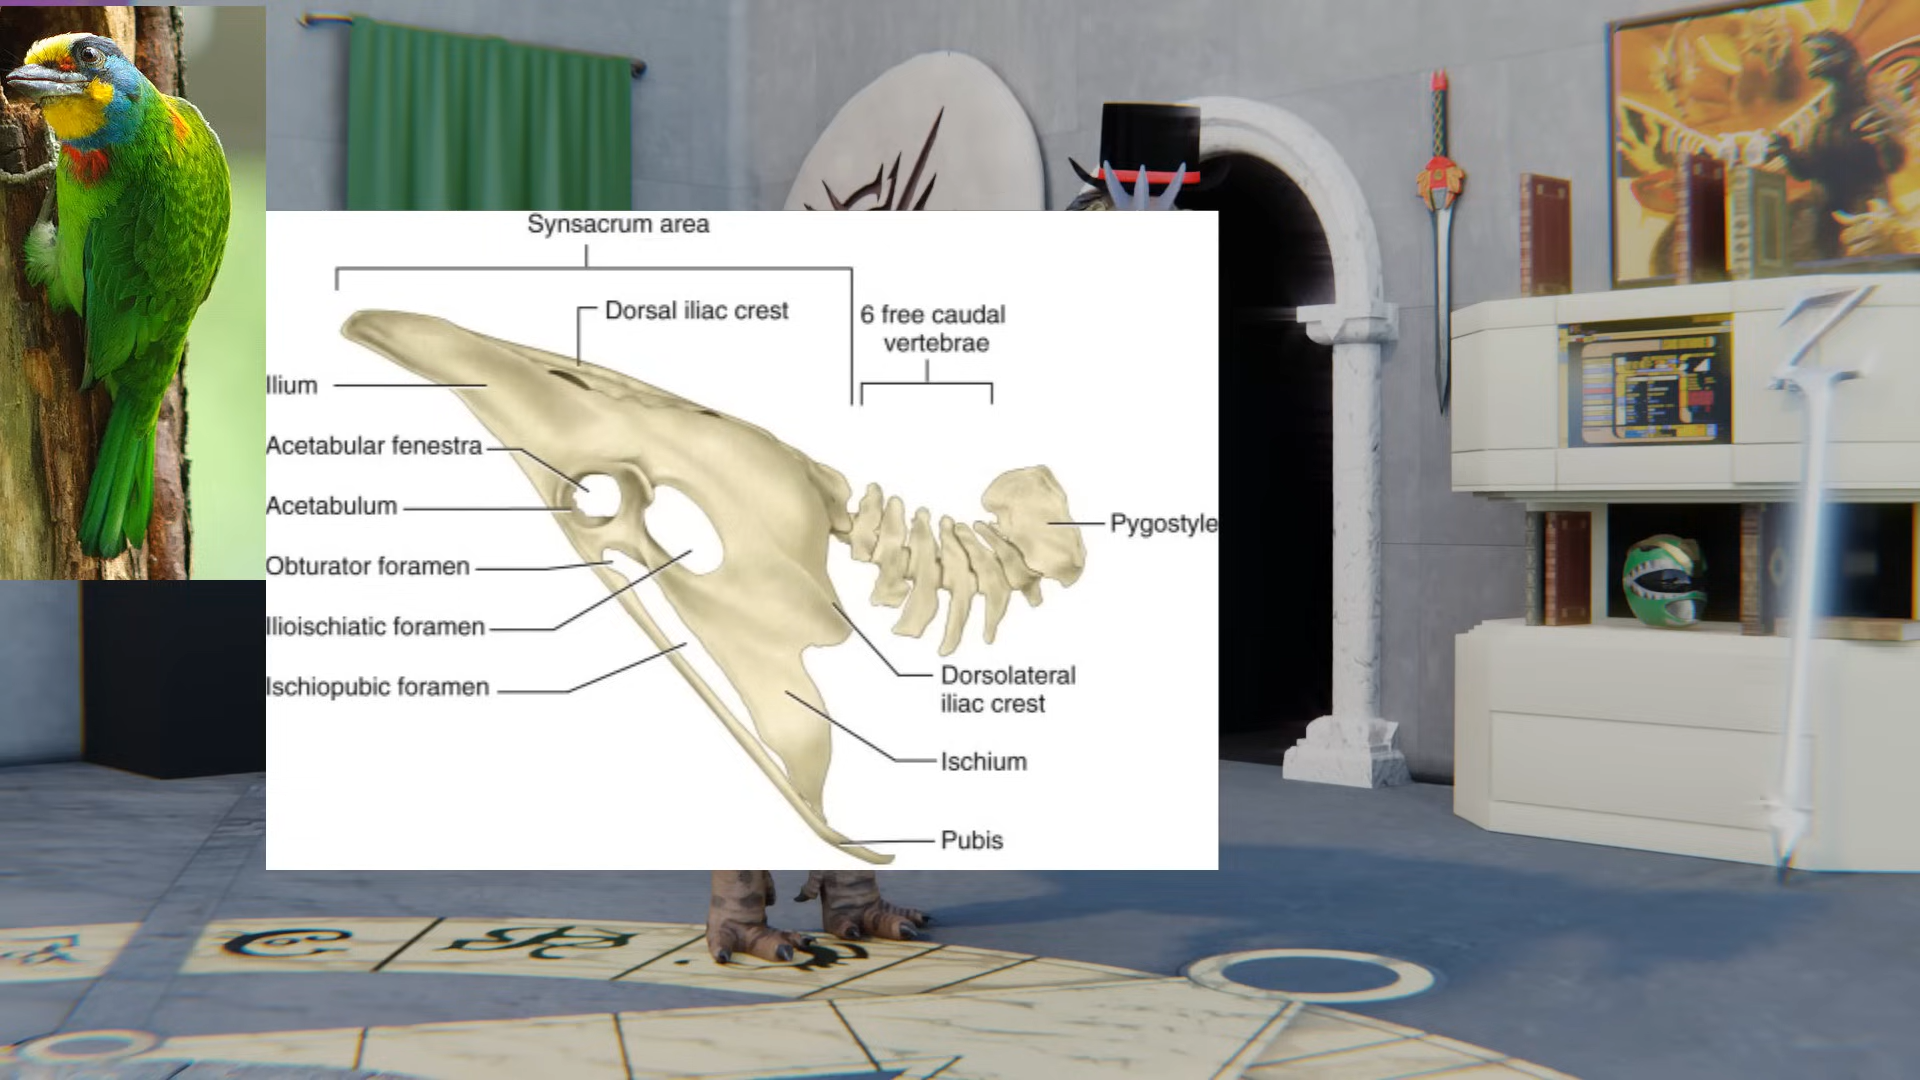 Synsacrum area
Dorsal iliac crest
6 free caudal
vertebrae
Ilium
Acetabular fenestra
Acetabulum
Pygostyle
Obturator foramen
Ilioischiatic foramen
Ischiopubic foramen
Dorsolateral
iliac crest
Ischium
Pubis